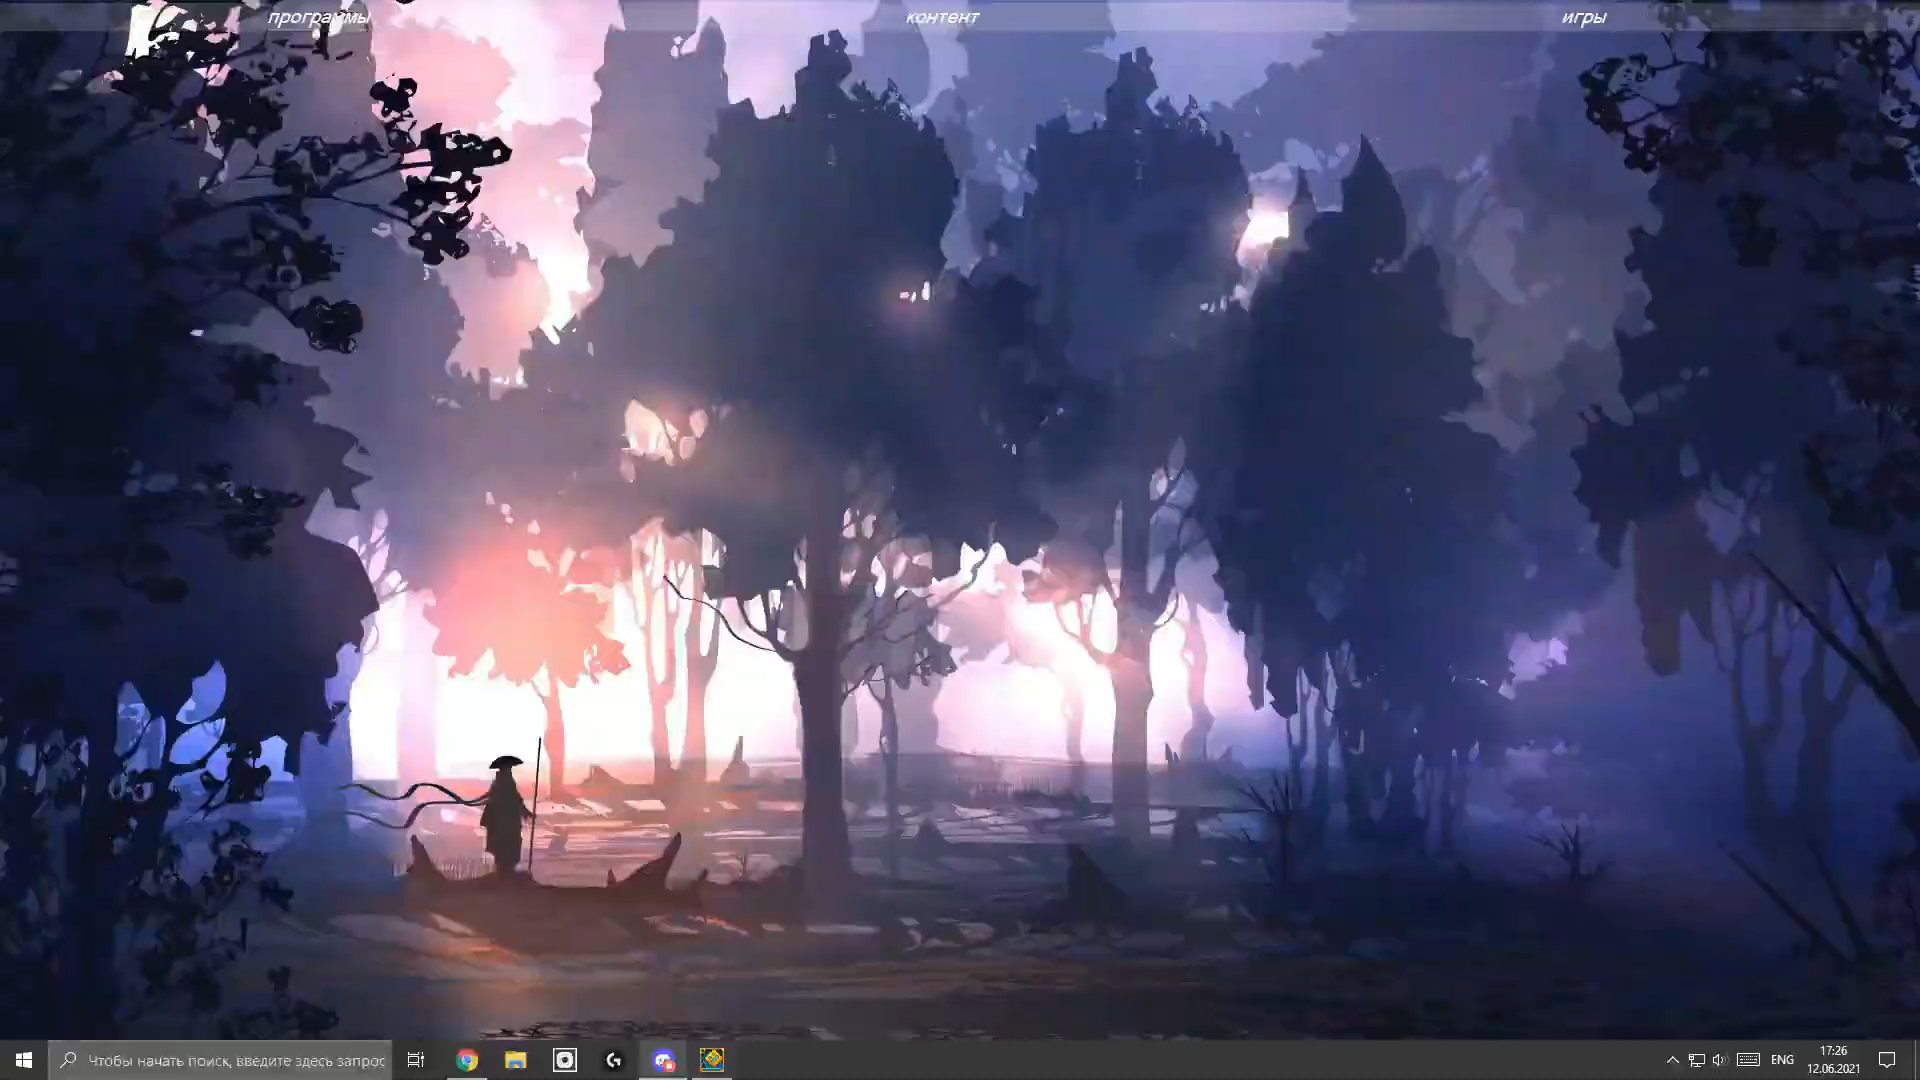 программы
контент
игры
Чтобы начать поиск, введите здесь запрос
ENG
17:26
12.06.2021